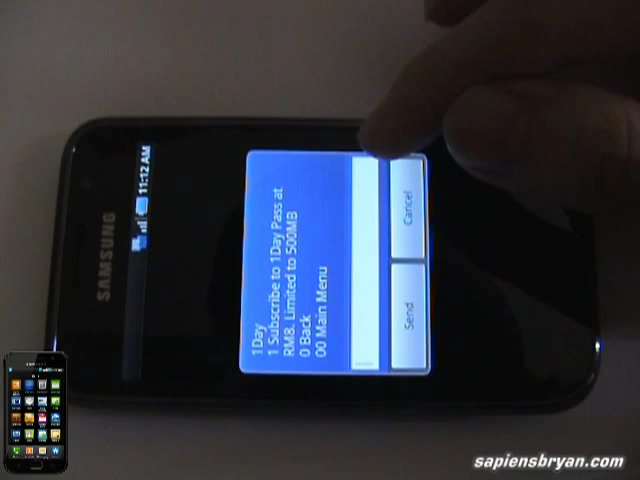 SAMSUNG
11:12 AM
1Day
1 Subscribe to 1Day Pass at
RM8. Limited to 500MB
0 Back
00 Main Menu
Send
Cancel
sapiensbryan.com